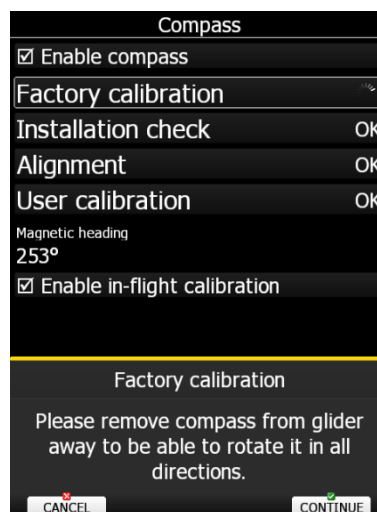 Compass
Enable compass
Factory calibration
Installation check OK
Alignment OK
User calibration OK
Magnetic heading
253°
Enable in-flight calibration
Factory calibration
Please remove compass from glider
away to be able to rotate it in all
directions.
CANCEL CONTINUE